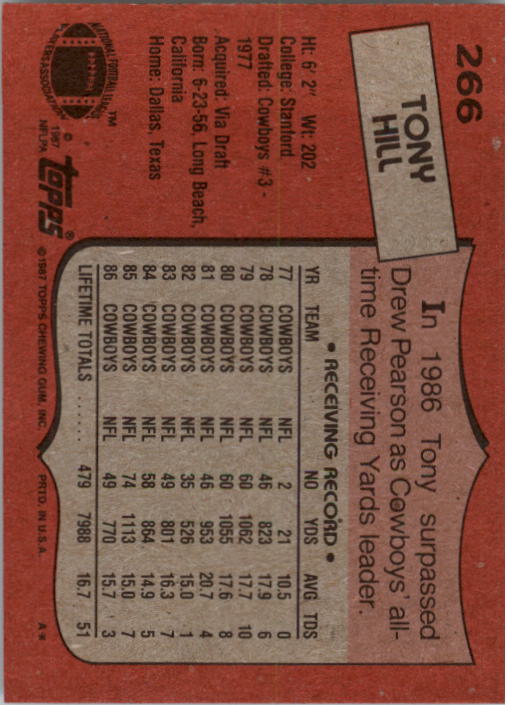 266
TONY
HILL
Ht: 6' 2" Wt: 202
College: Stanford
Drafted: Cowboys #3 -
1977
Acquired: Via Draft
Born: 6-23-56, Long Beach,
California
Home: Dallas, Texas
NATIONAL FOOTBALL LEAGUE
PLAYERS ASSOCIATION
TM
© 1987
NFLPA
topps®
In 1986 Tony surpassed
Drew Pearson as Cowboys' all-
time Receiving Yards leader.
• RECEIVING RECORD •
YR TEAM NO YDS AVG TDS
77 COWBOYS NFL 2 21 10.5 0
78 COWBOYS NFL 46 823 17.9 6
79 COWBOYS NFL 60 1062 17.7 10
80 COWBOYS NFL 60 1055 17.6 8
81 COWBOYS NFL 46 953 20.7 4
82 COWBOYS NFL 35 526 15.0 1
83 COWBOYS NFL 49 801 16.3 7
84 COWBOYS NFL 58 864 14.9 5
85 COWBOYS NFL 74 1113 15.0 7
86 COWBOYS NFL 49 770 15.7 3
LIFETIME TOTALS ...... 479 7988 16.7 51
©1987 TOPPS CHEWING GUM, INC. PRTD. IN U.S.A. A*